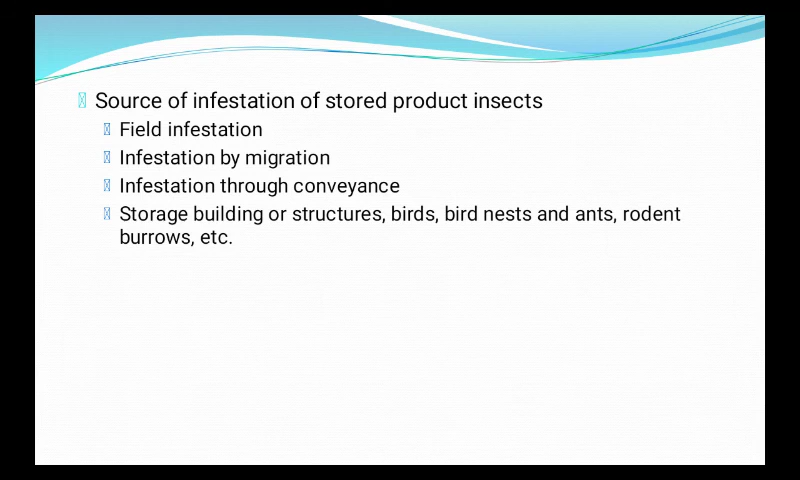 Source of infestation of stored product insects
Field infestation
Infestation by migration
Infestation through conveyance
Storage building or structures, birds, bird nests and ants, rodent
burrows, etc.